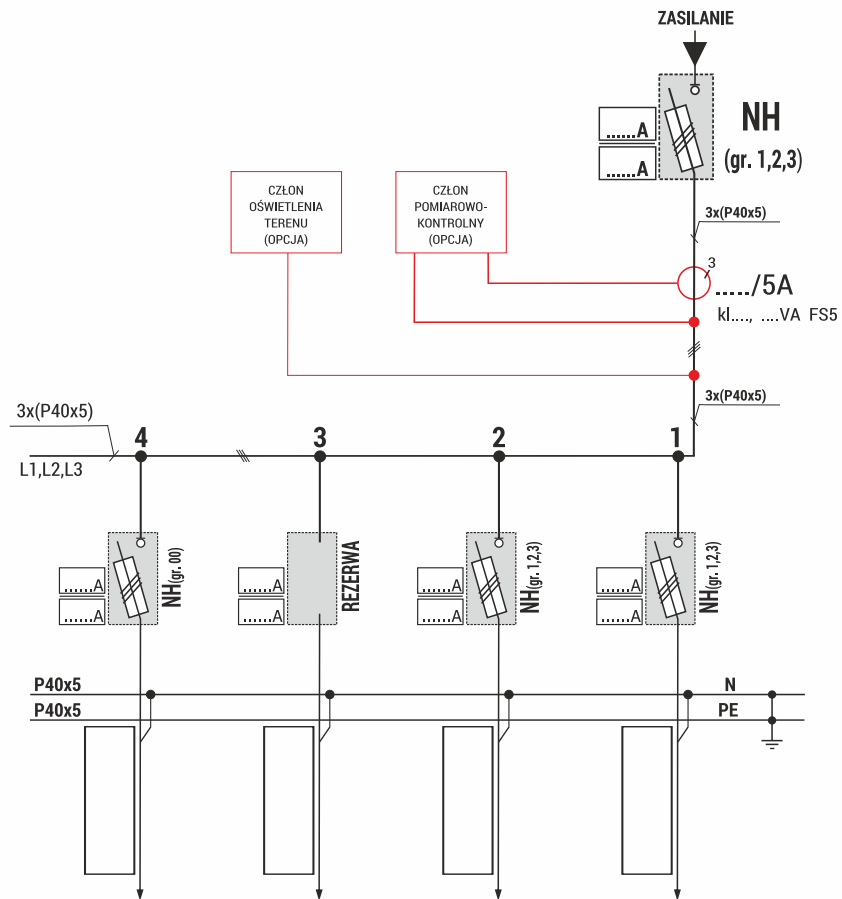 ZASILANIE
NH
(gr. 1,2,3)
......A
......A
CZŁON
OŚWIETLENIA
TERENU
(OPCJA)
CZŁON
POMIAROWO-
KONTROLNY
(OPCJA)
3x(P40x5)
3
....../5A
kl...., ....VA FS5
3x(P40x5)
3x(P40x5)
L1,L2,L3
4
3
2
1
......A
......A
NH(gr. 00)
......A
......A
REZERWA
......A
......A
NH(gr. 1,2,3)
......A
......A
NH(gr. 1,2,3)
P40x5
N
P40x5
PE